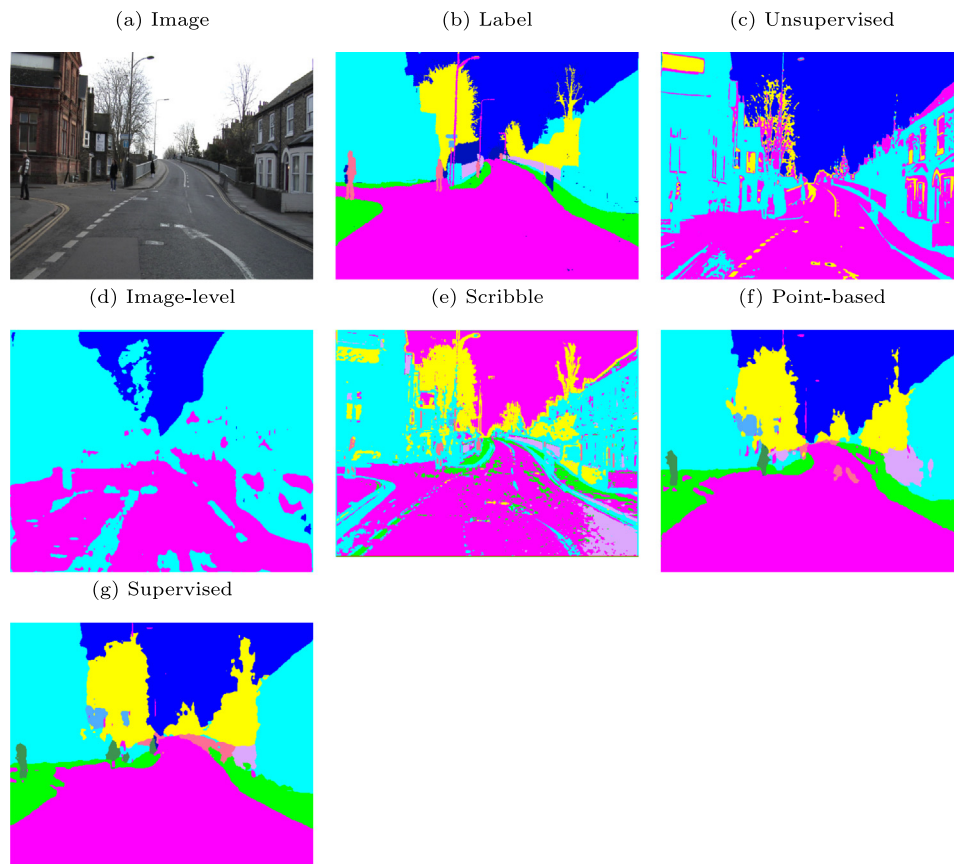 (a) Image
(b) Label
(c) Unsupervised
(d) Image-level
(e) Scribble
(f) Point-based
(g) Supervised